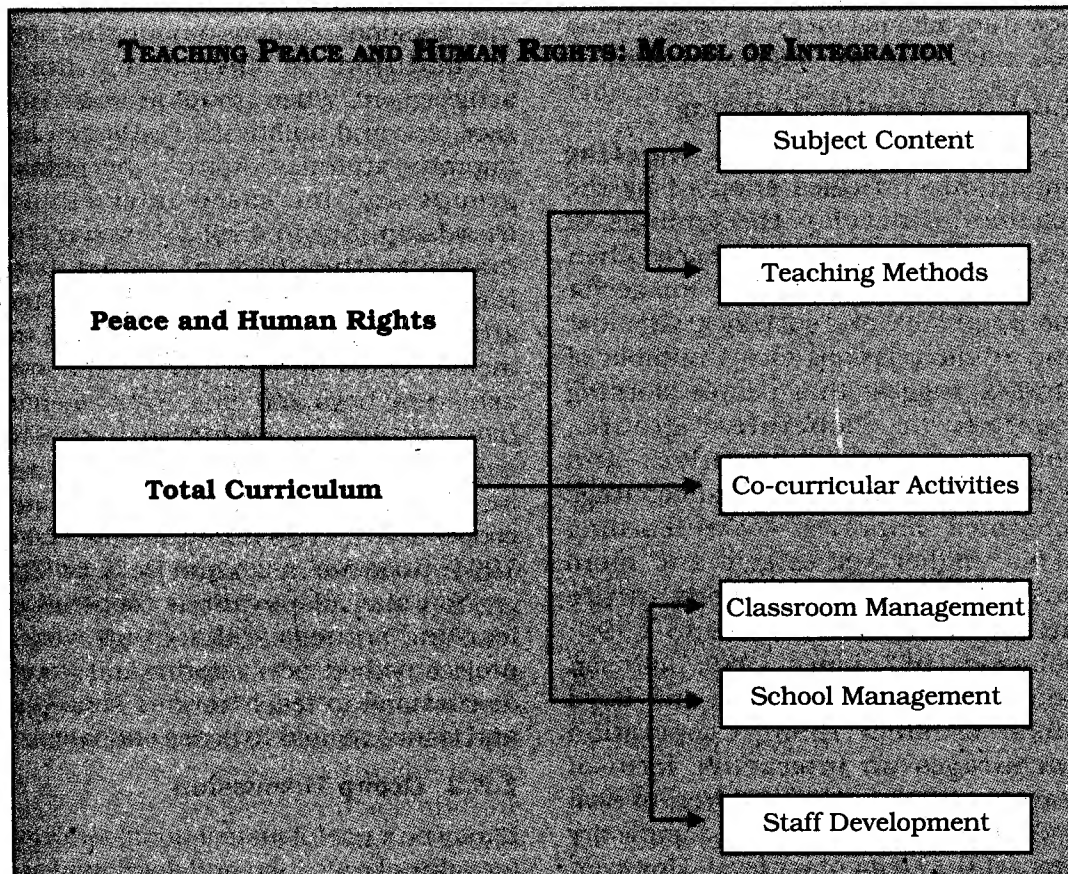 TEACHING PEACE AND HUMAN RIGHTS: MODEL OF INTEGRATION
Subject Content
Teaching Methods
Peace and Human Rights
Total Curriculum
Co-curricular Activities
Classroom Management
School Management
Staff Development